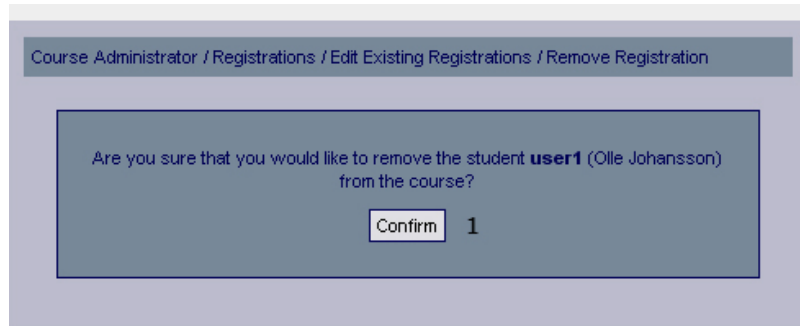 Course Administrator / Registrations / Edit Existing Registrations / Remove Registration
Are you sure that you would like to remove the student user1 (Olle Johansson)
from the course?
Confirm 1